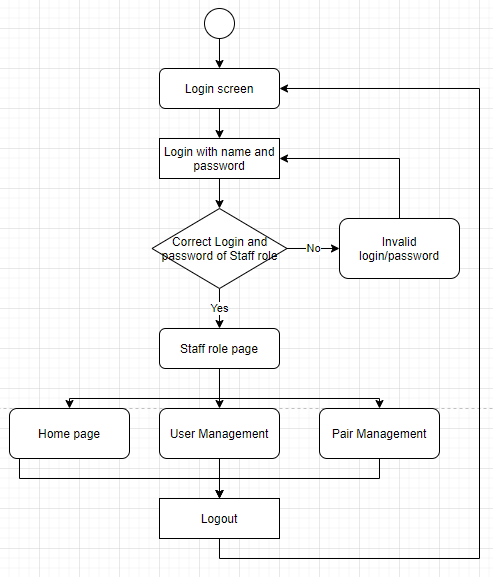 Login screen
Login with name and
password
Correct Login and
password of Staff role
No
Invalid
login/password
Yes
Staff role page
Home page
User Management
Pair Management
Logout